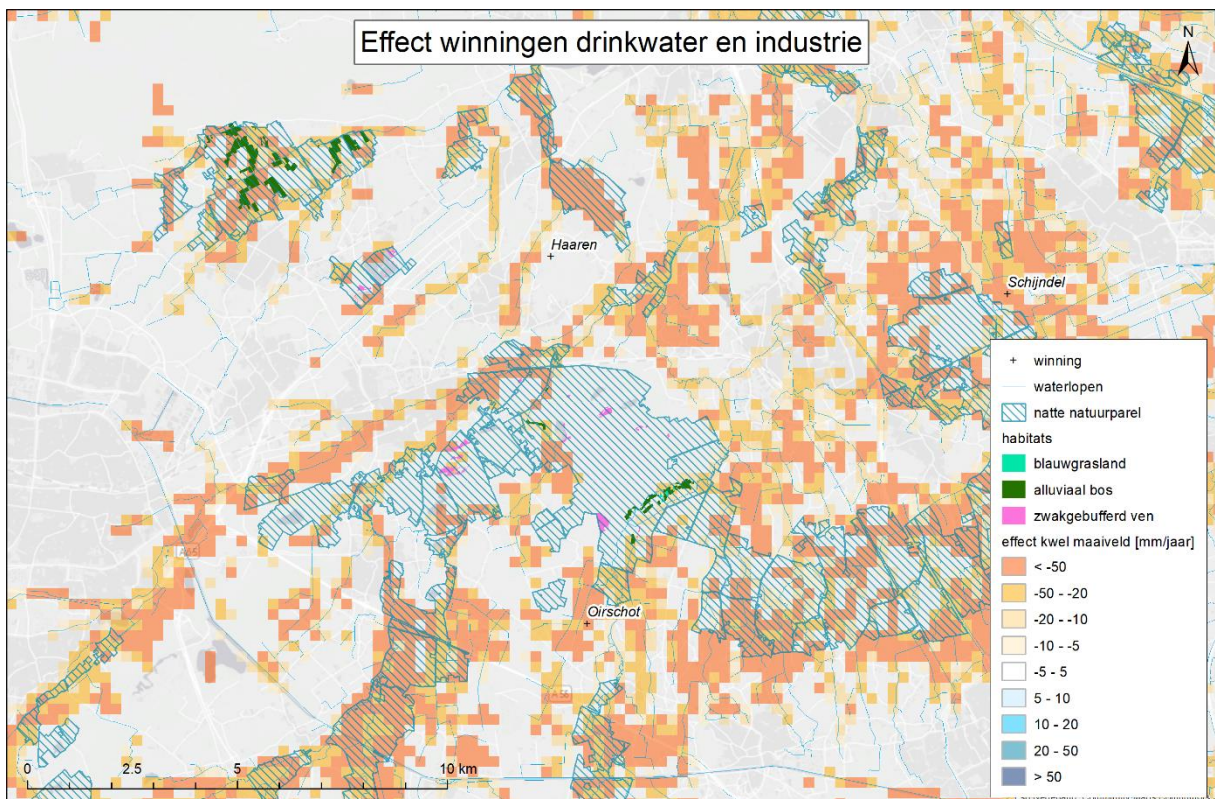 Effect winningen drinkwater en industrie
N
Haaren
Schijndel
A65
Oirschot
0
2.5
5
10 km
winning
waterlopen
natte natuurparel
habitats
blauwgrasland
alluviaal bos
zwakgebufferd ven
effect kwel maaiveld [mm/jaar]
< -50
-50 - -20
-20 - -10
-10 - -5
-5 - 5
5 - 10
10 - 20
20 - 50
> 50